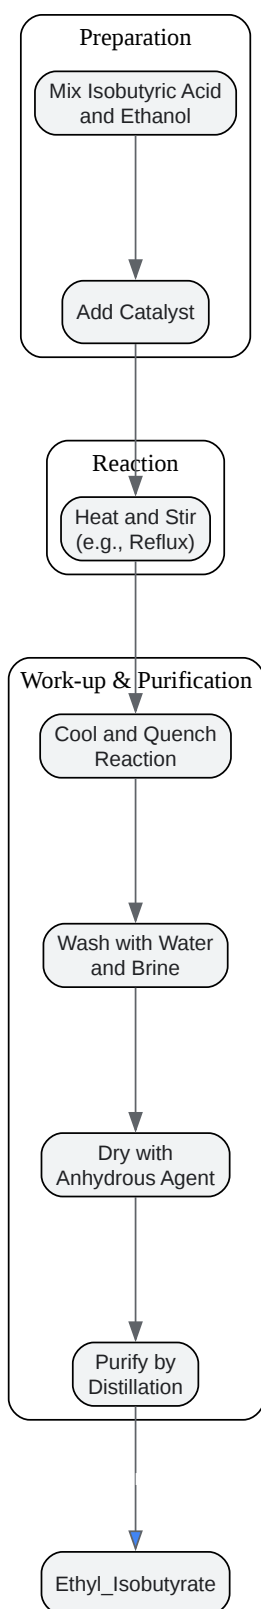 Preparation
Mix Isobutyric Acid
and Ethanol
Add Catalyst
Reaction
Heat and Stir
(e.g., Reflux)
Work-up & Purification
Cool and Quench
Reaction
Wash with Water
and Brine
Dry with
Anhydrous Agent
Purify by
Distillation
Ethyl_Isobutyrate